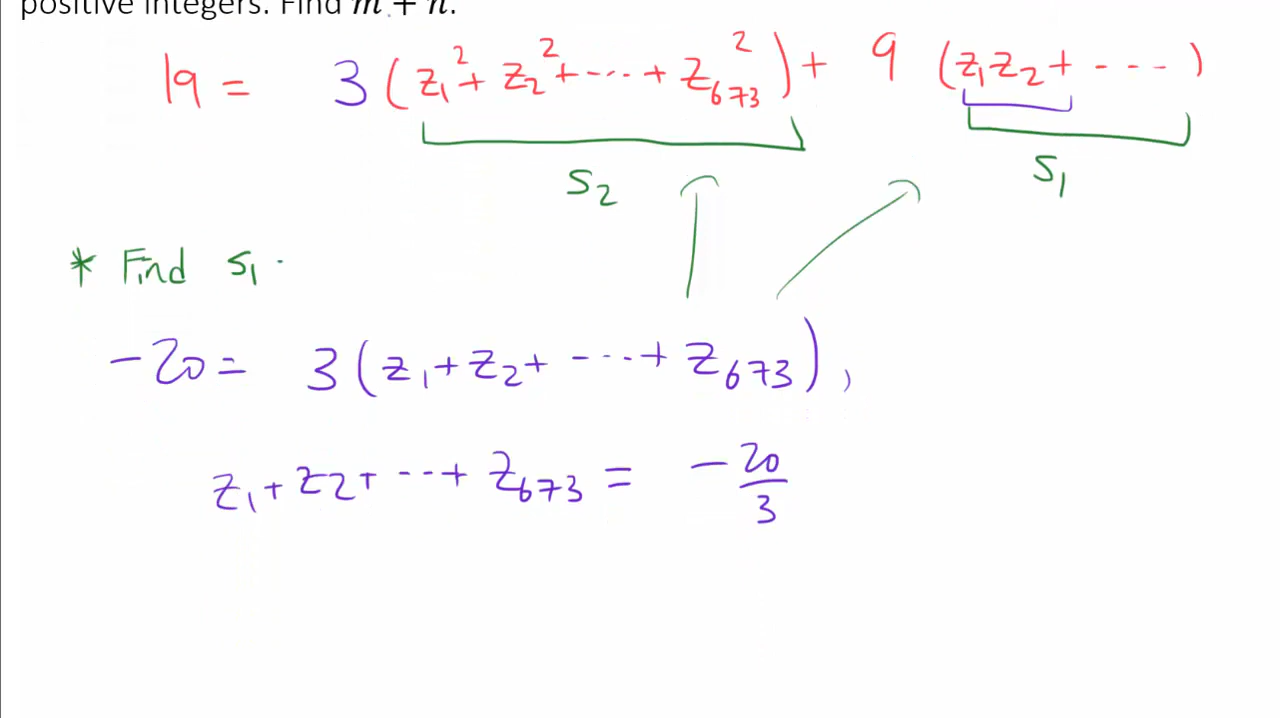 positive integers. Find m + n.
19 = 3 (z₁² + z₂² + ··· + z₆₇₃²) + 9 (z₁z₂ + ---)
s₂ s₁
* Find s₁.
-20 = 3 (z₁ + z₂ + ---·+ z₆₇₃),
z₁ + z₂ + -··+ z₆₇₃ = - 20/3